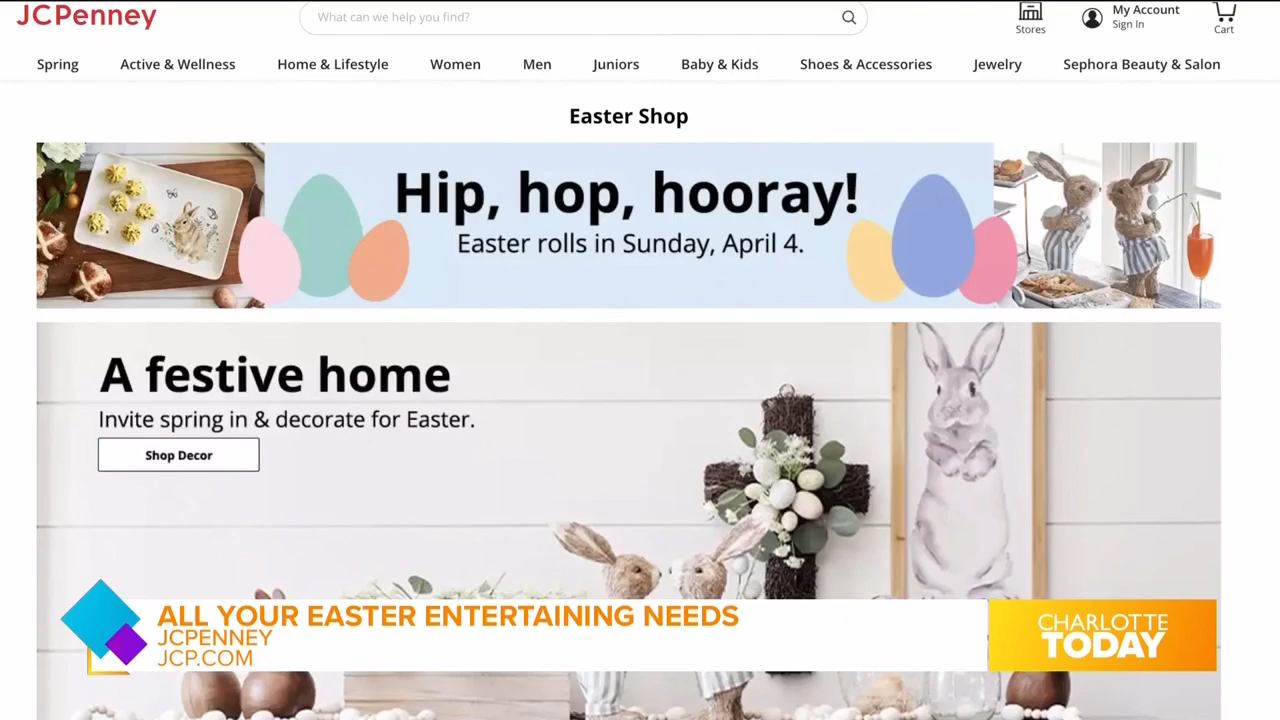 JCPenney
What can we help you find?
Stores
My Account
Sign In
Cart
Spring
Active & Wellness
Home & Lifestyle
Women
Men
Juniors
Baby & Kids
Shoes & Accessories
Jewelry
Sephora Beauty & Salon
Easter Shop
Hip, hop, hooray!
Easter rolls in Sunday, April 4.
A festive home
Invite spring in & decorate for Easter.
Shop Decor
ALL YOUR EASTER ENTERTAINING NEEDS
JCPENNEY
JCP.COM
CHARLOTTE
TODAY